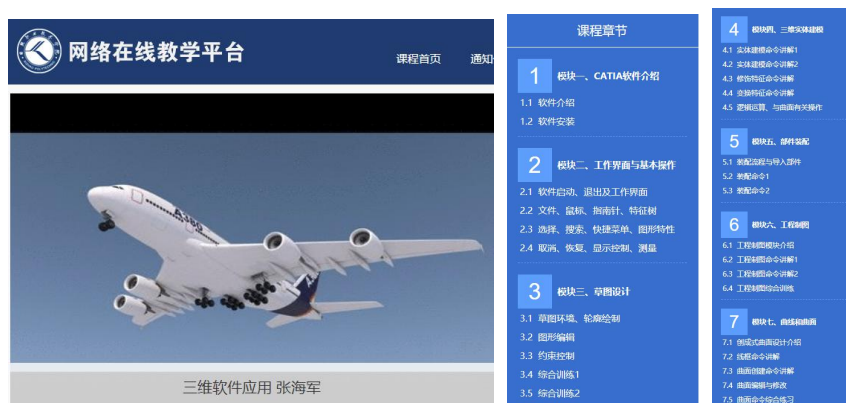 网络在线教学平台
课程首页 通知
A380
三维软件应用 张海军
课程章节
1 模块一、CATIA软件介绍
1.1 软件介绍
1.2 软件安装
2 模块二、工作界面与基本操作
2.1 软件启动、退出及工作界面
2.2 文件、鼠标、指南针、特征树
2.3 选择、搜索、快捷菜单、图形特性
2.4 取消、恢复、显示控制、测量
3 模块三、草图设计
3.1 草图环境、轮廓绘制
3.2 图形编辑
3.3 约束控制
3.4 综合训练1
3.5 综合训练2
4 模块四、三维实体建模
4.1 实体建模命令讲解1
4.2 实体建模命令讲解2
4.3 修饰特征命令讲解
4.4 变换特征命令讲解
4.5 逻辑运算、与曲面有关操作
5 模块五、部件装配
5.1 装配流程与导入部件
5.2 装配命令1
5.3 装配命令2
6 模块六、工程制图
6.1 工程制图模块介绍
6.2 工程制图命令讲解1
6.3 工程制图命令讲解2
6.4 工程制图综合训练
7 模块七、曲线和曲面
7.1 创成式曲面设计介绍
7.2 线框命令讲解
7.3 曲面创建命令讲解
7.4 曲面编辑与修改
7.5 曲面命令综合练习